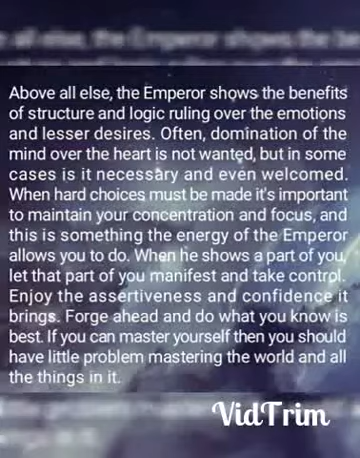 Above all else, the Emperor shows the benefits
of structure and logic ruling over the emotions
and lesser desires. Often, domination of the
mind over the heart is not wanted, but in some
cases is it necessary and even welcomed.
When hard choices must be made it's important
to maintain your concentration and focus, and
this is something the energy of the Emperor
allows you to do. When he shows a part of you,
let that part of you manifest and take control.
Enjoy the assertiveness and confidence it
brings. Forge ahead and do what you know is
best. If you can master yourself then you should
have little problem mastering the world and all
the things in it.
VidTrim